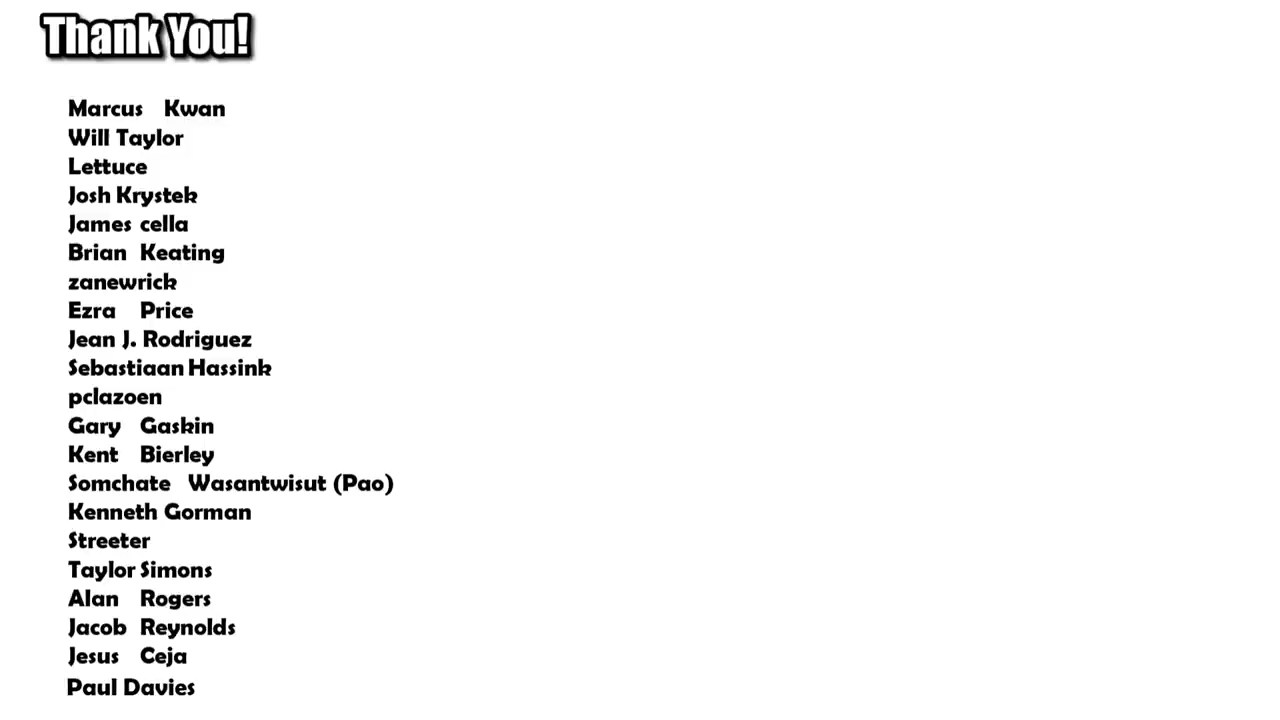 Thank You!
Marcus Kwan
Will Taylor
Lettuce
Josh Krystek
James cella
Brian Keating
zanewrick
Ezra Price
Jean J. Rodriguez
Sebastiaan Hassink
pclazoen
Gary Gaskin
Kent Bierley
Somchate Wasantwisut (Pao)
Kenneth Gorman
Streeter
Taylor Simons
Alan Rogers
Jacob Reynolds
Jesus Ceja
Paul Davies